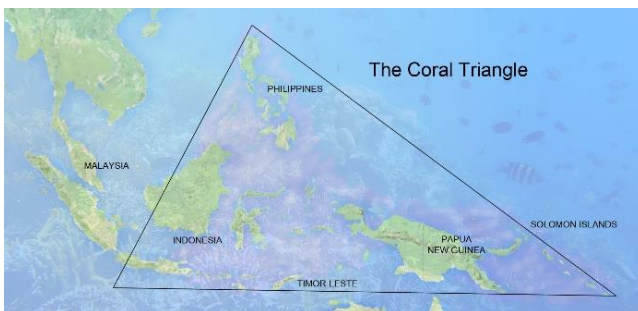 The Coral Triangle
PHILIPPINES
MALAYSIA
SOLOMON ISLANDS
INDONESIA
PAPUA
NEW GUINEA
TIMOR LESTE